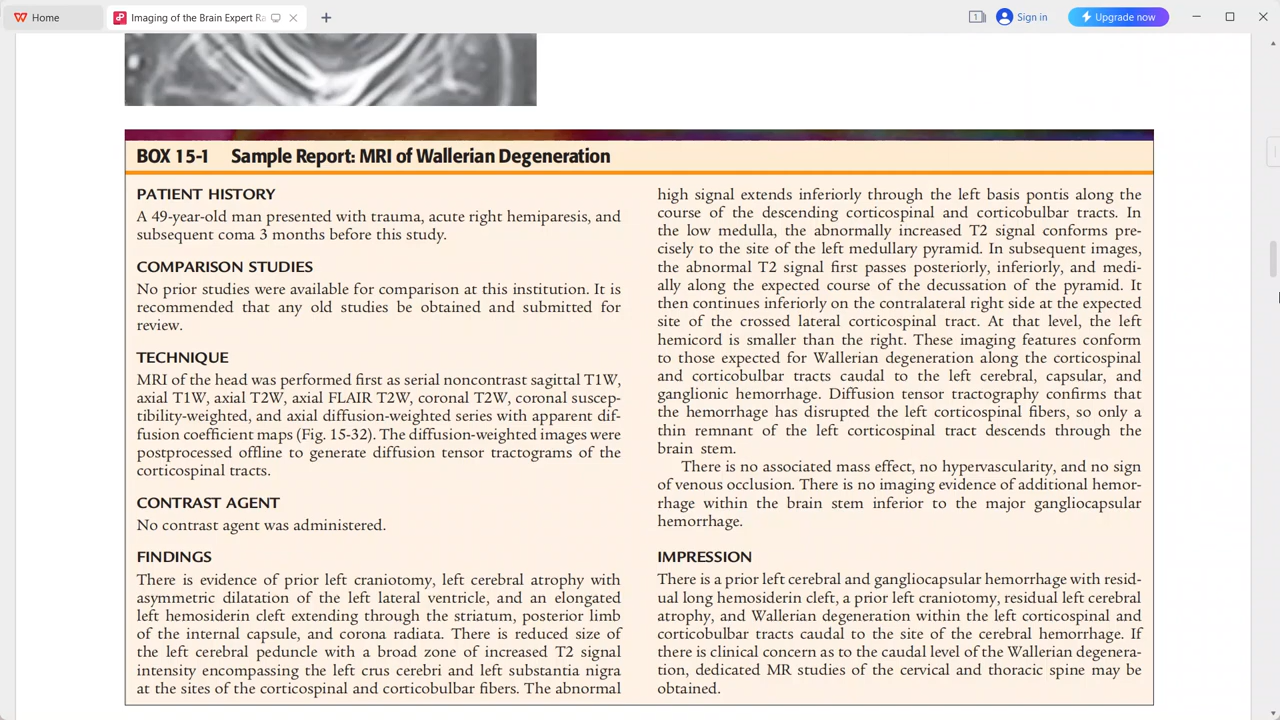 Home
Imaging of the Brain Expert Ra
1
Sign in
Upgrade now
BOX 15-1 Sample Report: MRI of Wallerian Degeneration
PATIENT HISTORY
A 49-year-old man presented with trauma, acute right hemiparesis, and
subsequent coma 3 months before this study.
COMPARISON STUDIES
No prior studies were available for comparison at this institution. It is
recommended that any old studies be obtained and submitted for
review.
TECHNIQUE
MRI of the head was performed first as serial noncontrast sagittal T1W,
axial T1W, axial T2W, axial FLAIR T2W, coronal T2W, coronal suscep-
tibility-weighted, and axial diffusion-weighted series with apparent dif-
fusion coefficient maps (Fig. 15-32). The diffusion-weighted images were
postprocessed offline to generate diffusion tensor tractograms of the
corticospinal tracts.
CONTRAST AGENT
No contrast agent was administered.
FINDINGS
There is evidence of prior left craniotomy, left cerebral atrophy with
asymmetric dilatation of the left lateral ventricle, and an elongated
left hemosiderin cleft extending through the striatum, posterior limb
of the internal capsule, and corona radiata. There is reduced size of
the left cerebral peduncle with a broad zone of increased T2 signal
intensity encompassing the left crus cerebri and left substantia nigra
at the sites of the corticospinal and corticobulbar fibers. The abnormal
high signal extends inferiorly through the left basis pontis along the
course of the descending corticospinal and corticobulbar tracts. In
the low medulla, the abnormally increased T2 signal conforms pre-
cisely to the site of the left medullary pyramid. In subsequent images,
the abnormal T2 signal first passes posteriorly, inferiorly, and medi-
ally along the expected course of the decussation of the pyramid. It
then continues inferiorly on the contralateral right side at the expected
site of the crossed lateral corticospinal tract. At that level, the left
hemicord is smaller than the right. These imaging features conform
to those expected for Wallerian degeneration along the corticospinal
and corticobulbar tracts caudal to the left cerebral, capsular, and
ganglionic hemorrhage. Diffusion tensor tractography confirms that
the hemorrhage has disrupted the left corticospinal fibers, so only a
thin remnant of the left corticospinal tract descends through the
brain stem.
There is no associated mass effect, no hypervascularity, and no sign
of venous occlusion. There is no imaging evidence of additional hemor-
rhage within the brain stem inferior to the major gangliocapsular
hemorrhage.
IMPRESSION
There is a prior left cerebral and gangliocapsular hemorrhage with resid-
ual long hemosiderin cleft, a prior left craniotomy, residual left cerebral
atrophy, and Wallerian degeneration within the left corticospinal and
corticobulbar tracts caudal to the site of the cerebral hemorrhage. If
there is clinical concern as to the caudal level of the Wallerian degenera-
tion, dedicated MR studies of the cervical and thoracic spine may be
obtained.